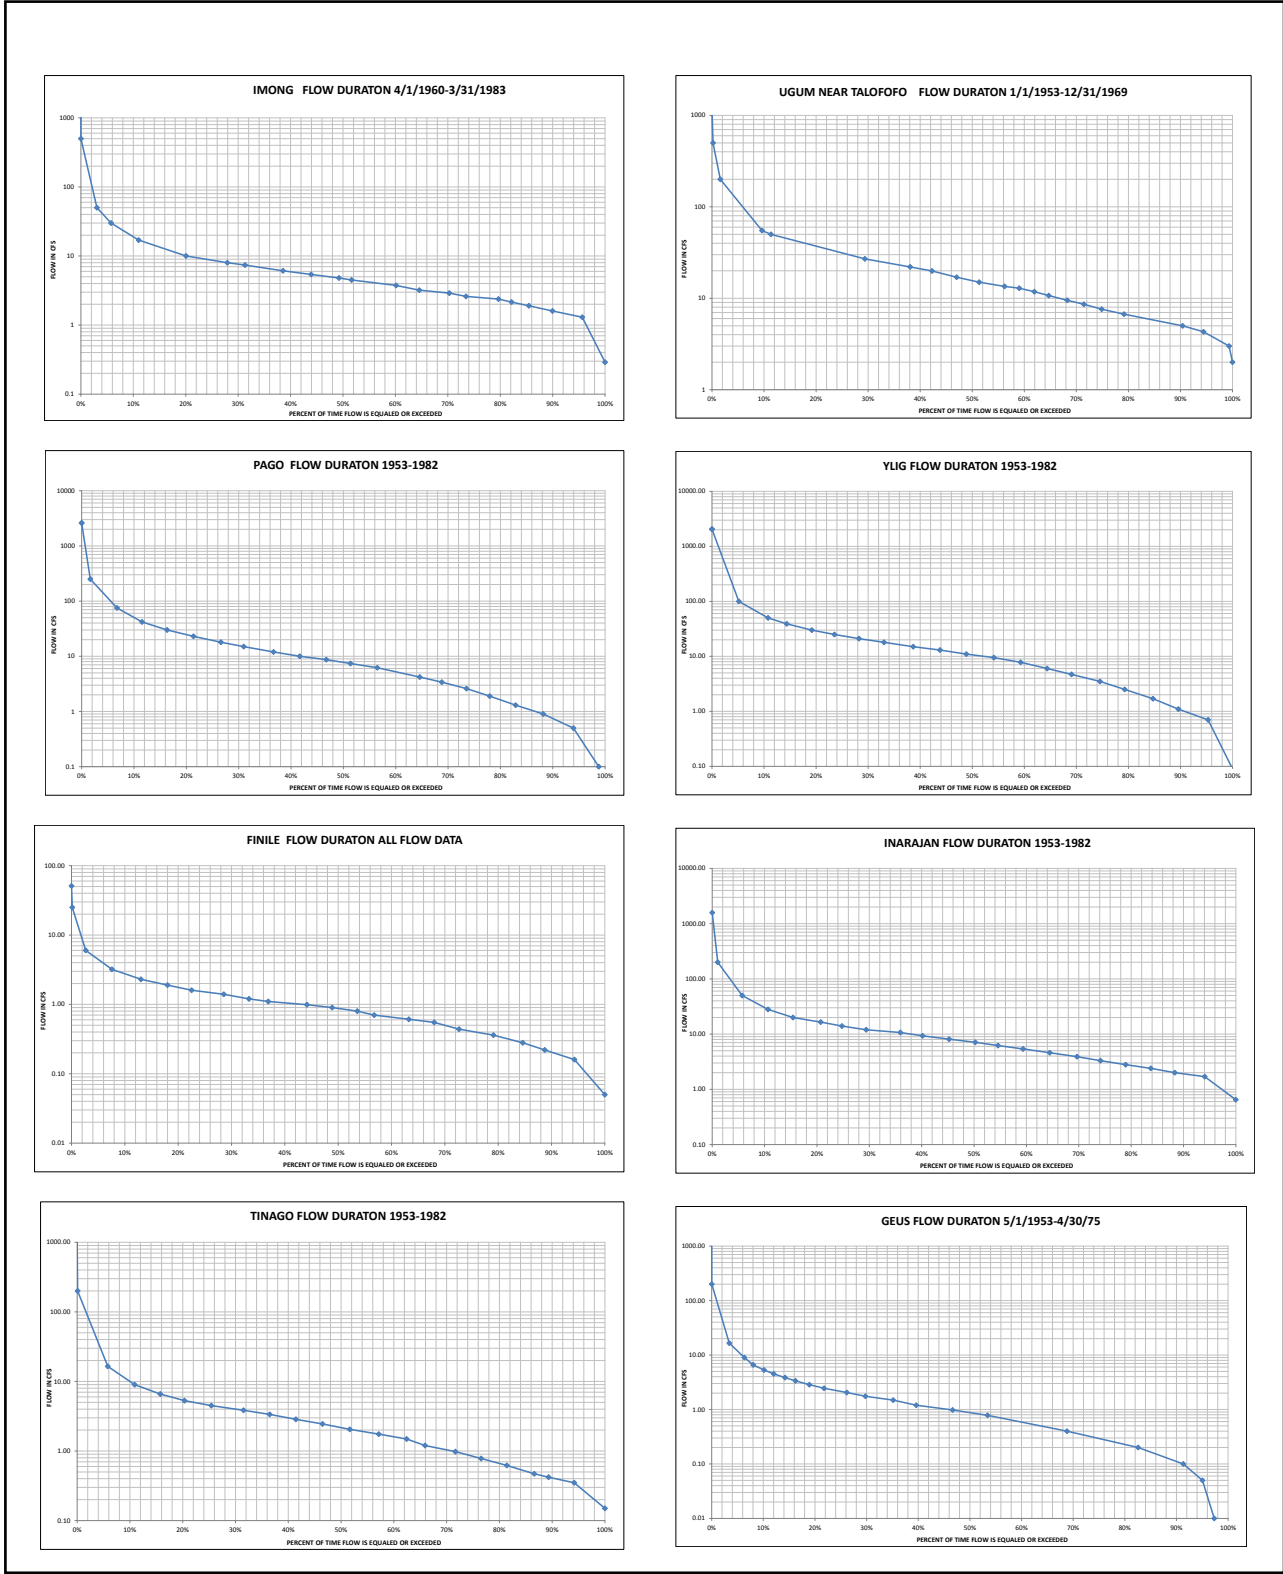 IMONG FLOW DURATON 4/1/1960-3/31/1983
1000
100
10
1
0.1
FLOW IN CFS
0% 10% 20% 30% 40% 50% 60% 70% 80% 90% 100%
PERCENT OF TIME FLOW IS EQUALED OR EXCEEDED
UGUM NEAR TALOFOFO FLOW DURATON 1/1/1953-12/31/1969
1000
100
10
1
FLOW IN CFS
0% 10% 20% 30% 40% 50% 60% 70% 80% 90% 100%
PERCENT OF TIME FLOW IS EQUALED OR EXCEEDED
PAGO FLOW DURATON 1953-1982
10000
1000
100
10
1
0.1
FLOW IN CFS
0% 10% 20% 30% 40% 50% 60% 70% 80% 90% 100%
PERCENT OF TIME FLOW IS EQUALED OR EXCEEDED
YLIG FLOW DURATON 1953-1982
10000.00
1000.00
100.00
10.00
1.00
0.10
FLOW IN CFS
0% 10% 20% 30% 40% 50% 60% 70% 80% 90% 100%
PERCENT OF TIME FLOW IS EQUALED OR EXCEEDED
FINILE FLOW DURATON ALL FLOW DATA
100.00
10.00
1.00
0.10
0.01
FLOW IN CFS
0% 10% 20% 30% 40% 50% 60% 70% 80% 90% 100%
PERCENT OF TIME FLOW IS EQUALED OR EXCEEDED
INARAJAN FLOW DURATON 1953-1982
10000.00
1000.00
100.00
10.00
1.00
0.10
FLOW IN CFS
0% 10% 20% 30% 40% 50% 60% 70% 80% 90% 100%
PERCENT OF TIME FLOW IS EQUALED OR EXCEEDED
TINAGO FLOW DURATON 1953-1982
1000.00
100.00
10.00
1.00
0.10
FLOW IN CFS
0% 10% 20% 30% 40% 50% 60% 70% 80% 90% 100%
PERCENT OF TIME FLOW IS EQUALED OR EXCEEDED
GEUS FLOW DURATON 5/1/1953-4/30/75
1000.00
100.00
10.00
1.00
0.10
0.01
FLOW IN CFS
0% 10% 20% 30% 40% 50% 60% 70% 80% 90% 100%
PERCENT OF TIME FLOW IS EQUALED OR EXCEEDED